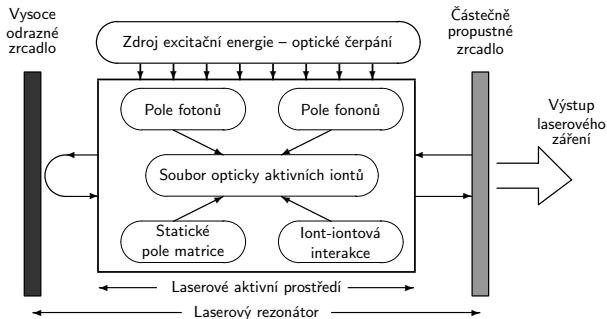 Vysoce
odrazné
zrcadlo
Zdroj excitační energie – optické čerpání
Částečně
propustné
zrcadlo
Pole fotonů
Pole fononů
Výstup
laserového
záření
Soubor opticky aktivních iontů
Statické
pole matrice
Iont-iontová
interakce
Laserové aktivní prostředí
Laserový rezonátor